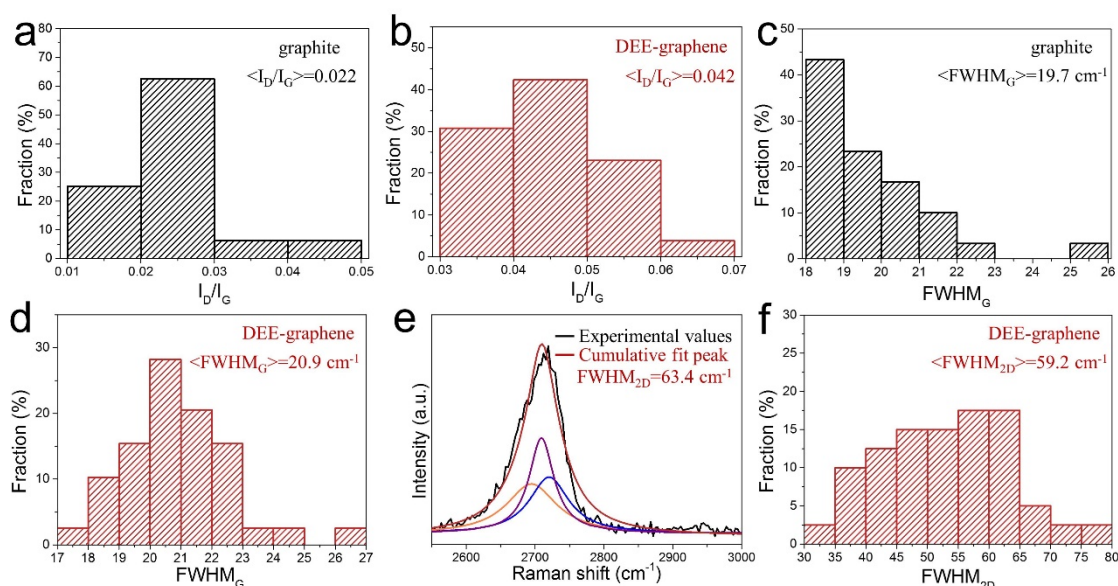 a
graphite
<I_D/I_G>=0.022
Fraction (%)
80
70
60
50
40
30
20
10
0
0.01 0.02 0.03 0.04 0.05
I_D/I_G
b
DEE-graphene
<I_D/I_G>=0.042
Fraction (%)
50
40
30
20
10
0
0.03 0.04 0.05 0.06 0.07
I_D/I_G
c
graphite
<FWHM_G>=19.7 cm⁻¹
Fraction (%)
50
40
30
20
10
0
18 19 20 21 22 23 24 25 26
FWHM_G
d
DEE-graphene
<FWHM_G>=20.9 cm⁻¹
Fraction (%)
30
20
10
0
17 18 19 20 21 22 23 24 25 26 27
FWHM_G
e
Experimental values
Cumulative fit peak
FWHM_2D=63.4 cm⁻¹
Intensity (a.u.)
2600 2700 2800 2900 3000
Raman shift (cm⁻¹)
f
DEE-graphene
<FWHM_2D>=59.2 cm⁻¹
Fraction (%)
30
25
20
15
10
5
0
30 35 40 45 50 55 60 65 70 75 80
FWHM_2D